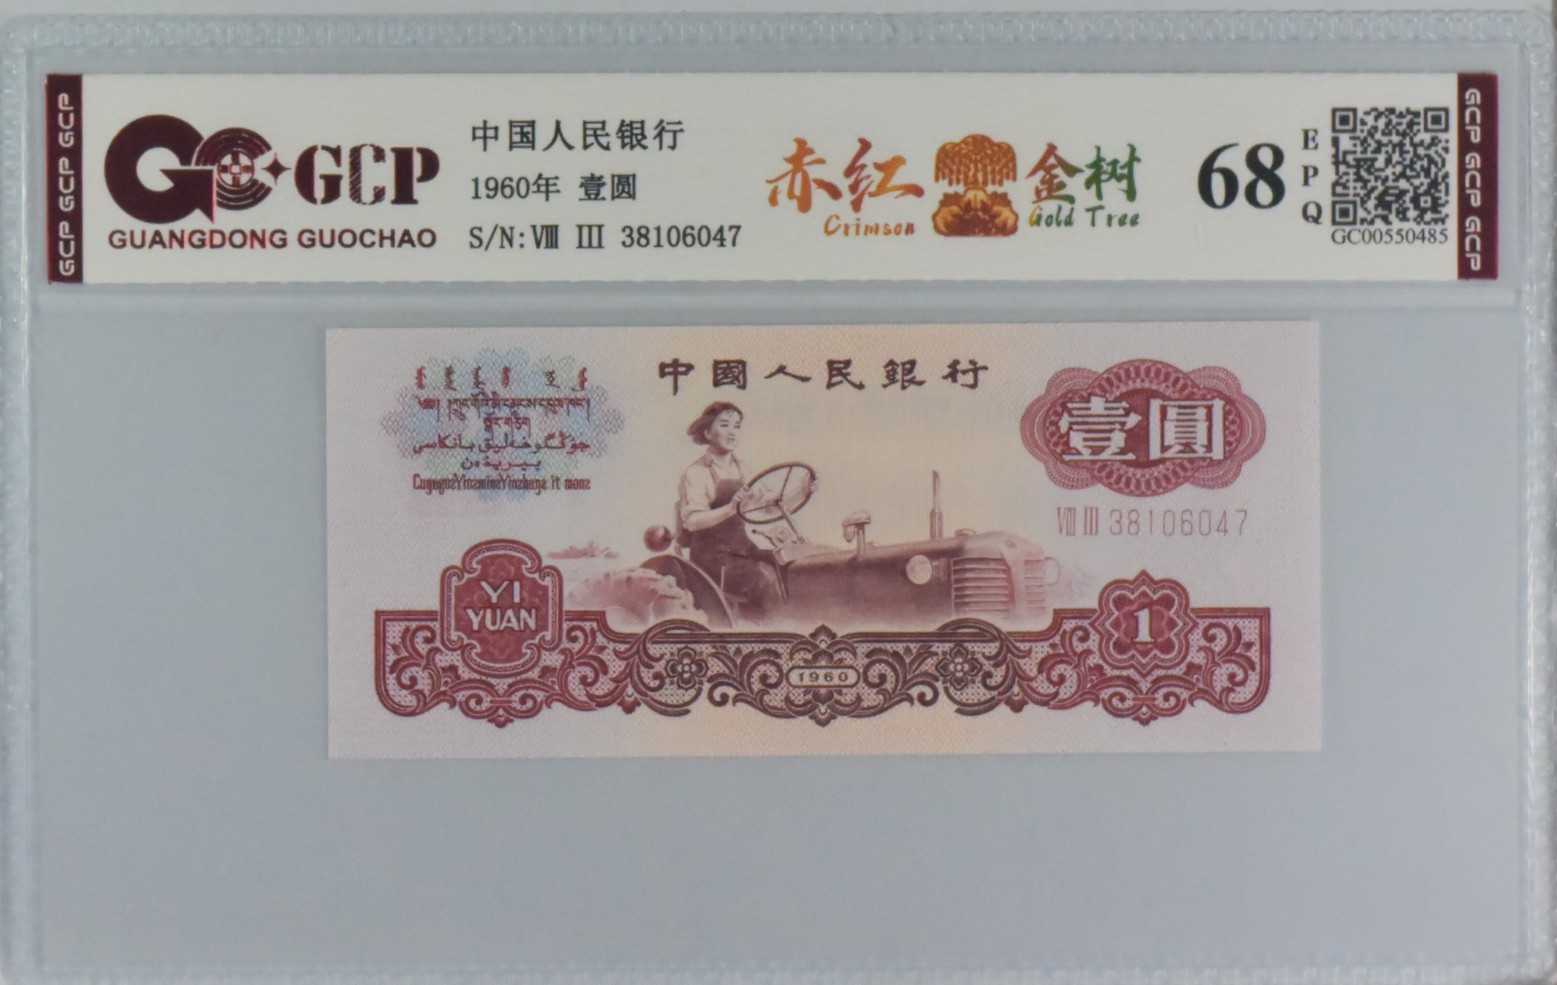 GCP GCP GCP
GCP
GUANGDONG GUOCHAO
中国人民银行
1960年 壹圆
S/N: Ⅷ Ⅲ 38106047
赤红 金树
Crimson Gold Tree
68
EPQ
GC00550485
GCP GCP GCP
中國人民銀行
壹圓
VIII III 38106047
YI
YUAN
1960
1